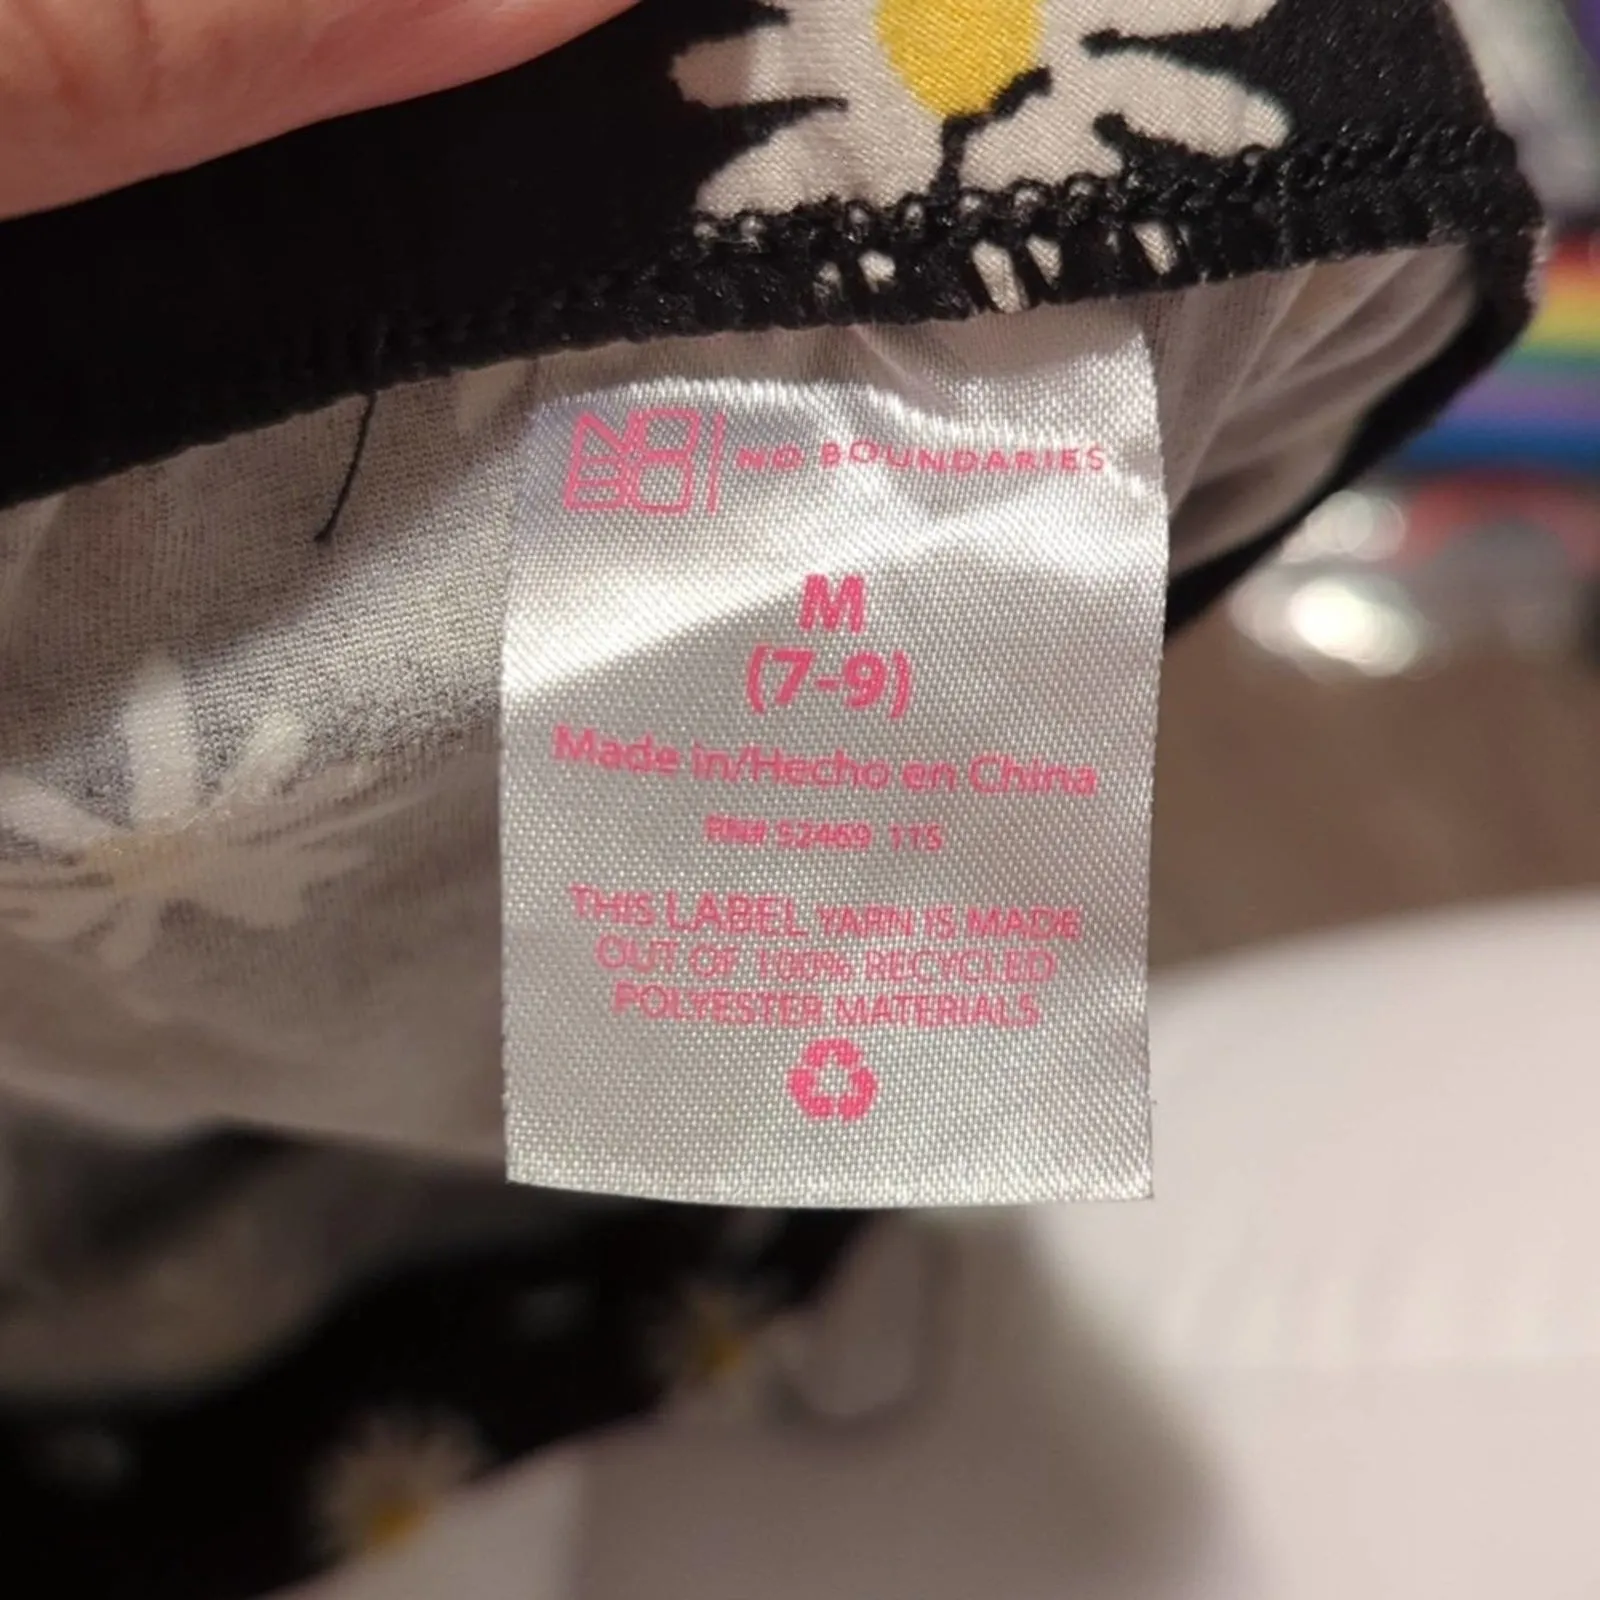 NO
BO
NO BOUNDARIES
M
(7-9)
Made in/Hecho en China
RN# 52469 1TS
THIS LABEL YARN IS MADE
OUT OF 100% RECYCLED
POLYESTER MATERIALS